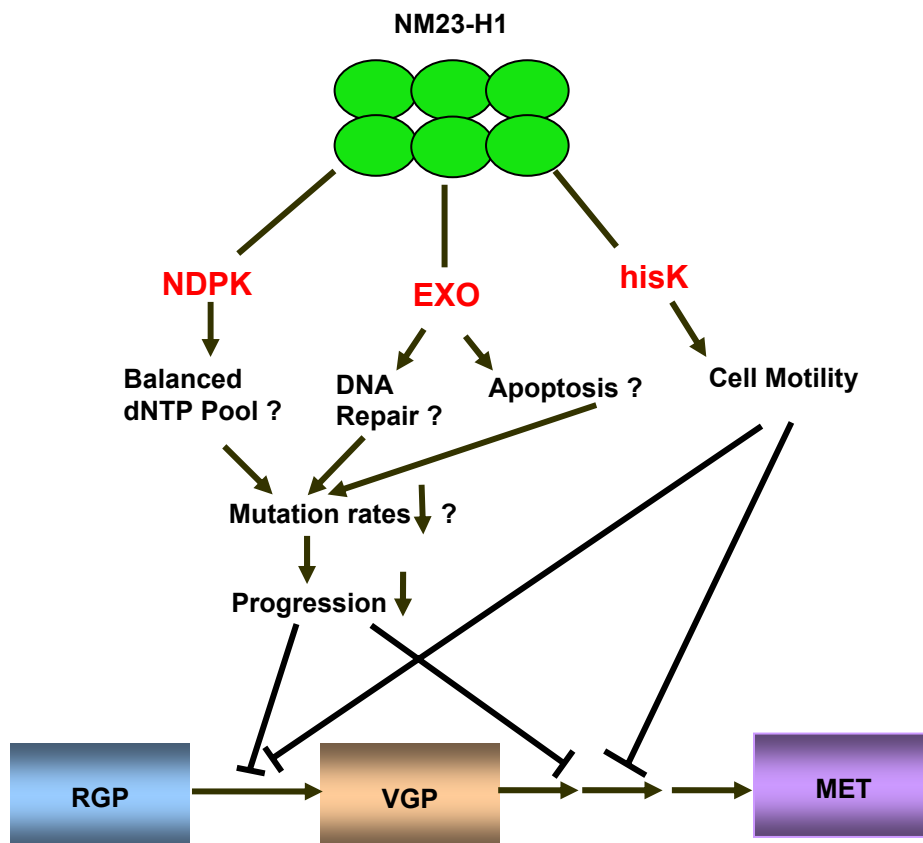 NM23-H1
NDPK
EXO
hisK
Balanced
dNTP Pool ?
DNA
Repair ?
Apoptosis ?
Cell Motility
Mutation rates ?
Progression
RGP
VGP
MET